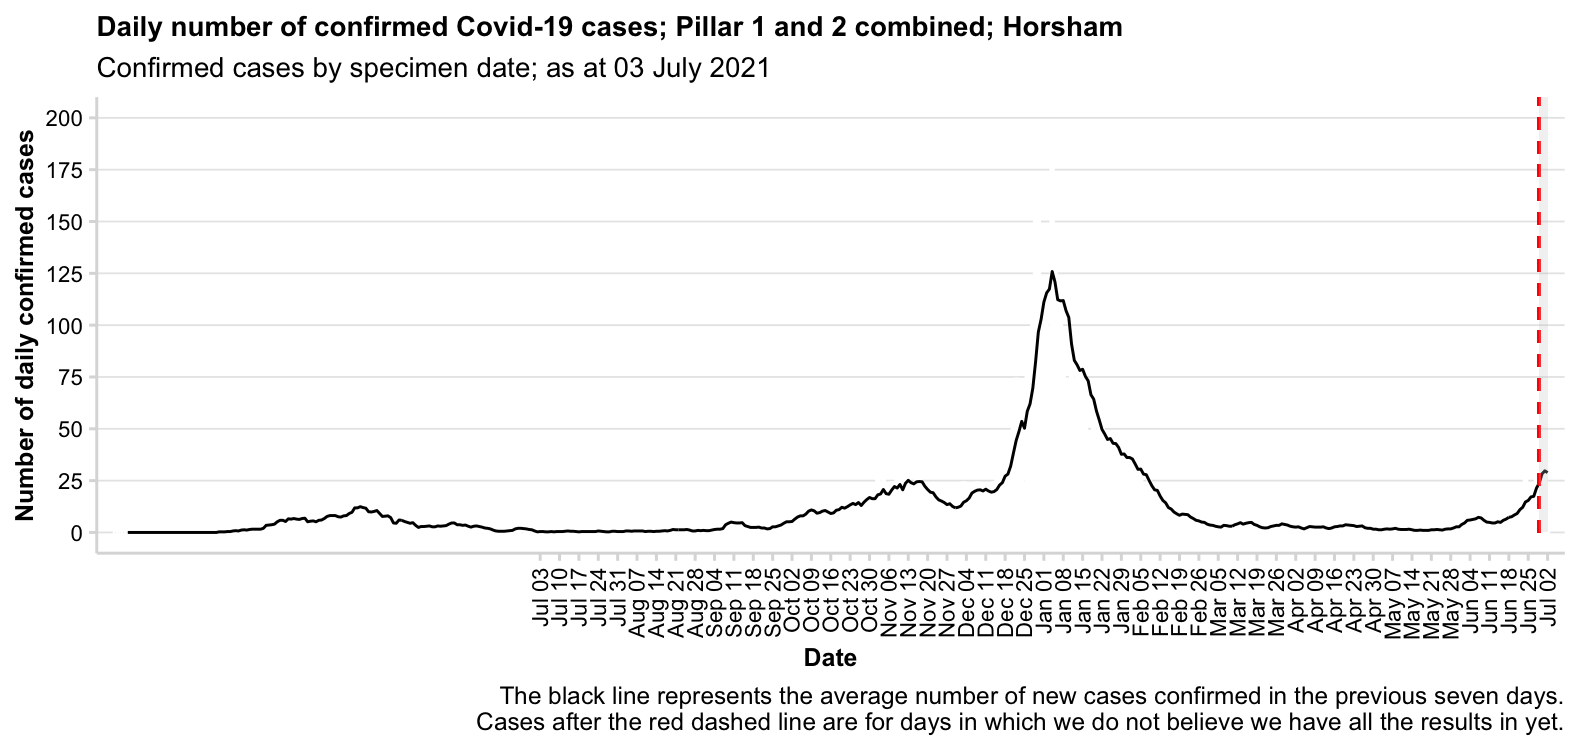 Daily number of confirmed Covid-19 cases; Pillar 1 and 2 combined; Horsham
Confirmed cases by specimen date; as at 03 July 2021
Number of daily confirmed cases
200
175
150
125
100
75
50
25
0
Jul 03
Jul 10
Jul 17
Jul 24
Jul 31
Aug 07
Aug 14
Aug 21
Aug 28
Sep 04
Sep 11
Sep 18
Sep 25
Oct 02
Oct 09
Oct 16
Oct 23
Oct 30
Nov 06
Nov 13
Nov 20
Nov 27
Dec 04
Dec 11
Dec 18
Dec 25
Jan 01
Jan 08
Jan 15
Jan 22
Jan 29
Feb 05
Feb 12
Feb 19
Feb 26
Mar 05
Mar 12
Mar 19
Mar 26
Apr 02
Apr 09
Apr 16
Apr 23
Apr 30
May 07
May 14
May 21
May 28
Jun 04
Jun 11
Jun 18
Jun 25
Jul 02
Date
The black line represents the average number of new cases confirmed in the previous seven days.
Cases after the red dashed line are for days in which we do not believe we have all the results in yet.